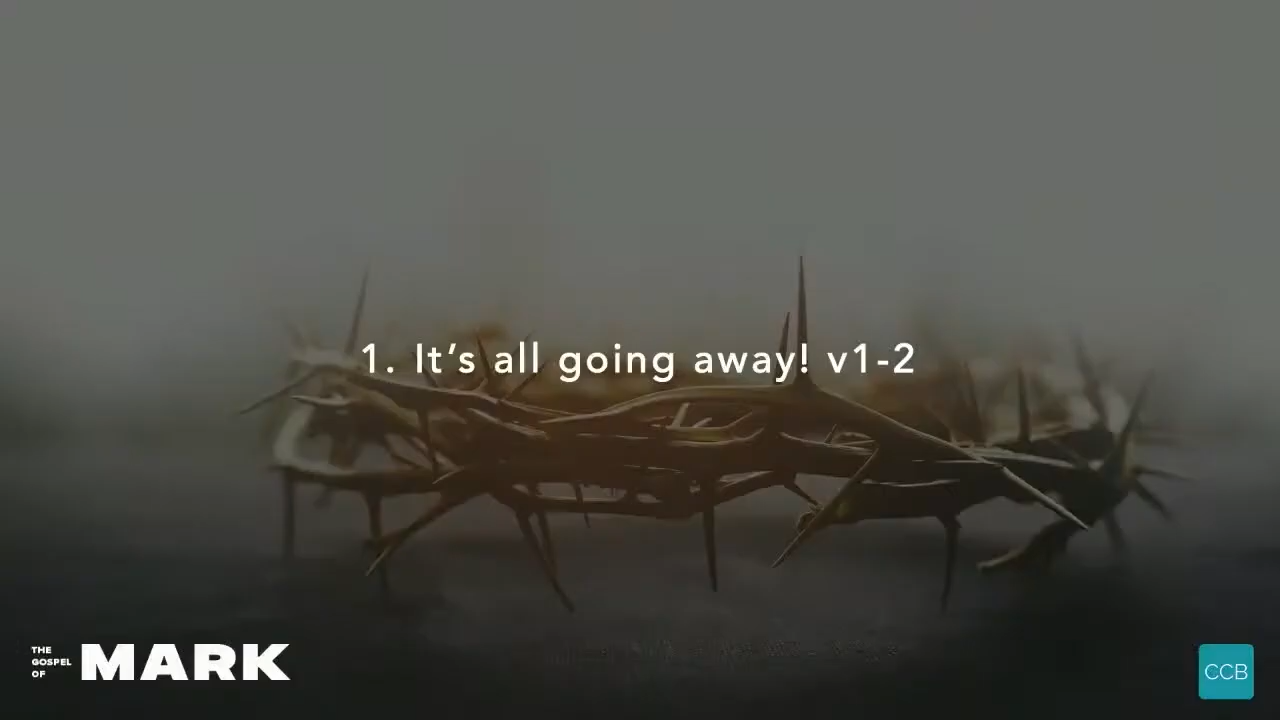 1. It’s all going away! v1-2
THE
GOSPEL
OF
MARK
CCB